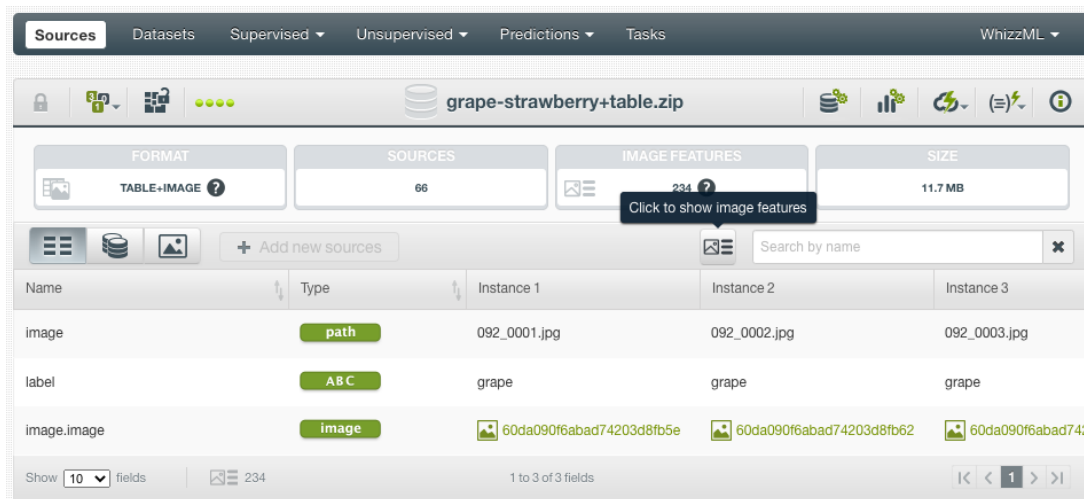 Sources Datasets Supervised Unsupervised Predictions Tasks WhizzML
grape-strawberry+table.zip
FORMAT SOURCES IMAGE FEATURES SIZE
TABLE+IMAGE ? 66 234 ? 11.7 MB
Click to show image features
+ Add new sources Search by name
Name Type Instance 1 Instance 2 Instance 3
image path 092_0001.jpg 092_0002.jpg 092_0003.jpg
label ABC grape grape grape
image.image image 60da090f6abad74203d8fb5e 60da090f6abad74203d8fb62 60da090f6abad742
Show 10 fields 234 1 to 3 of 3 fields 1